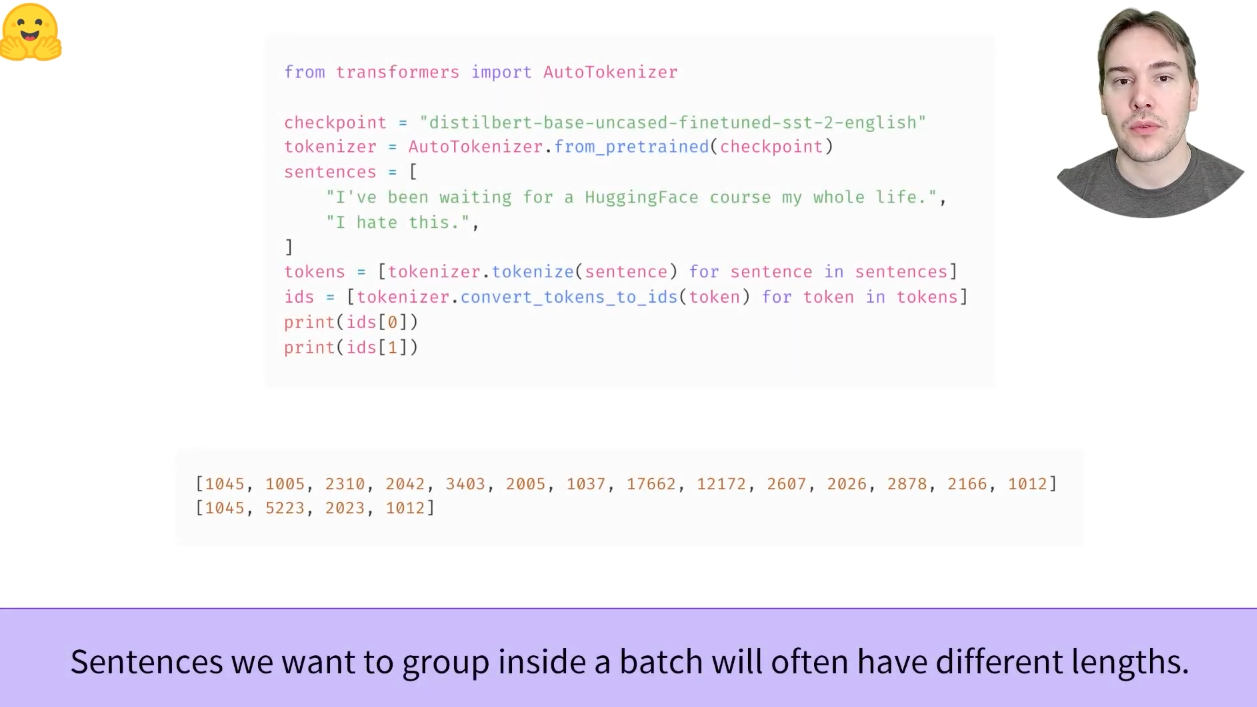 from transformers import AutoTokenizer
checkpoint = "distilbert-base-uncased-finetuned-sst-2-english"
tokenizer = AutoTokenizer.from_pretrained(checkpoint)
sentences = [
    "I've been waiting for a HuggingFace course my whole life.",
    "I hate this.",
]
tokens = [tokenizer.tokenize(sentence) for sentence in sentences]
ids = [tokenizer.convert_tokens_to_ids(token) for token in tokens]
print(ids[0])
print(ids[1])
[1045, 1005, 2310, 2042, 3403, 2005, 1037, 17662, 12172, 2607, 2026, 2878, 2166, 1012]
[1045, 5223, 2023, 1012]
Sentences we want to group inside a batch will often have different lengths.